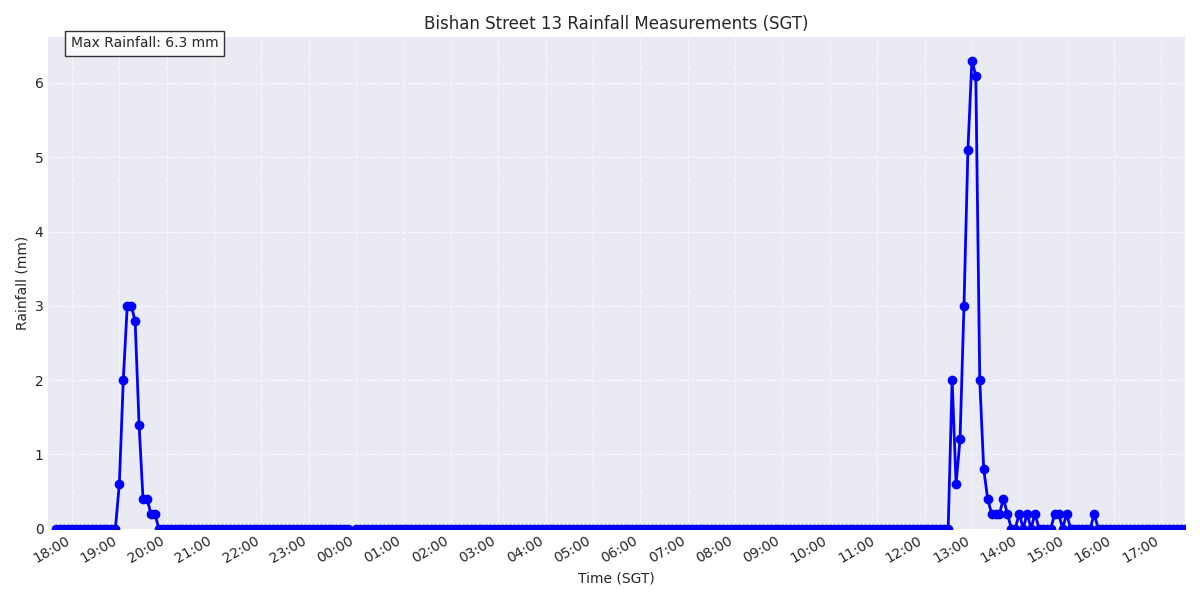 Bishan Street 13 Rainfall Measurements (SGT)
Max Rainfall: 6.3 mm
Rainfall (mm)
6
5
4
3
2
1
0
18:00 19:00 20:00 21:00 22:00 23:00 00:00 01:00 02:00 03:00 04:00 05:00 06:00 07:00 08:00 09:00 10:00 11:00 12:00 13:00 14:00 15:00 16:00 17:00
Time (SGT)